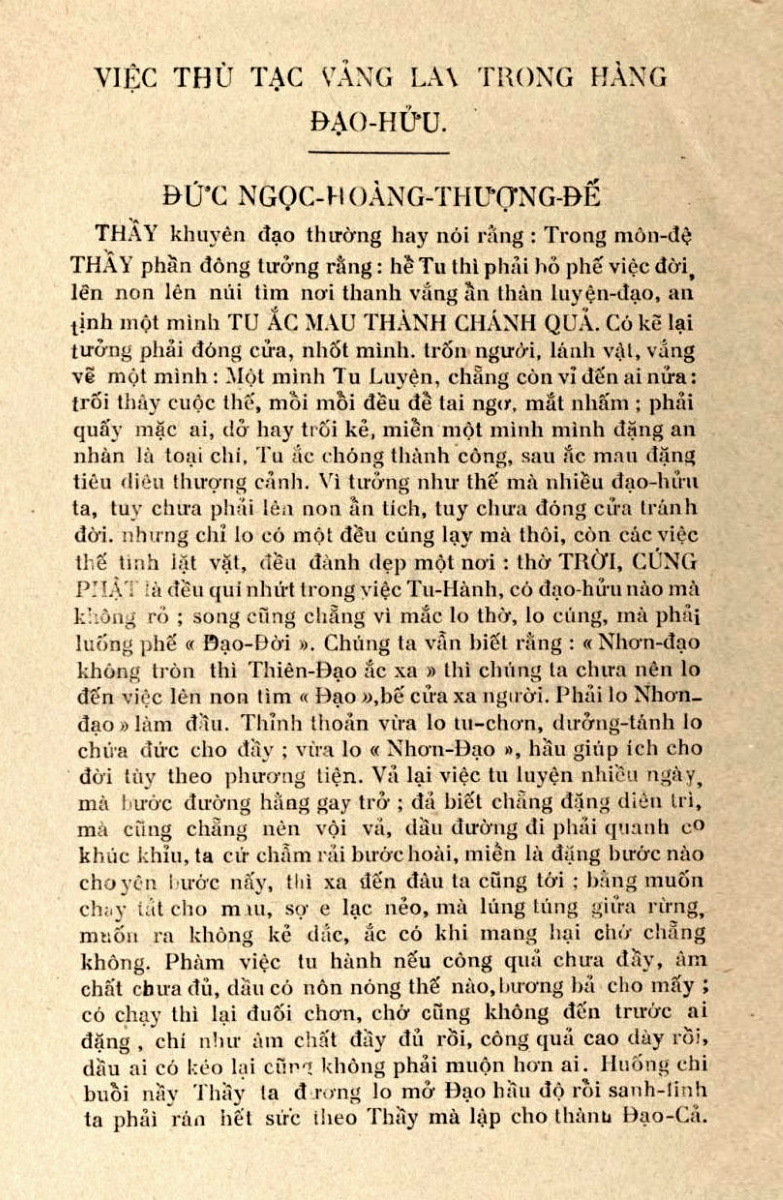 VIỆC THÙ TẠC VẢNG LAI TRONG HÀNG
ĐẠO-HỬU.
ĐỨC NGỌC-HOÀNG-THƯỢNG-ĐẾ
THẦY khuyên đạo thường hay nói rằng : Trong môn-đệ
THẦY phần đông tưởng rằng : hề Tu thì phải bỏ phế việc đời,
lên non lên núi tìm nơi thanh vắng ẩn thân luyện-đạo, an
tịnh một mình TU ẮC MAU THÀNH CHÁNH QUẢ. Có kẽ lại
tưởng phải đóng cửa, nhốt mình. trốn người, lánh vật, vắng
vẽ một mình : Một mình Tu Luyện, chẳng còn vì đến ai nửa :
trối thây cuộc thế, mồi mồi đều đề tai ngơ, mắt nhấm ; phải
quấy mặc ai, dở hay trối kẻ, miền một mình mình đặng an
nhàn là toại chí, Tu ắc chóng thành công, sau ắc mau đặng
tiêu diêu thượng cảnh. Vì tưởng như thế mà nhiều đạo-hửu
ta, tuy chưa phải lên non ẩn tích, tuy chưa đóng cửa tránh
đời. nhưng chỉ lo có một đều cúng lạy mà thôi, còn các việc
thế tình lặt vặt, đều đành dẹp một nơi : thờ TRỜI, CÚNG
PHẬT là đều quí nhứt trong việc Tu-Hành, có đạo-hửu nào mà
không rỏ ; song cũng chẳng vì mắc lo thờ, lo cúng, mà phải
luống phế « Đạo-Đời ». Chúng ta vẫn biết rằng : « Nhơn-đạo
không tròn thì Thiên-Đạo ắc xa » thì chúng ta chưa nên lo
đến việc lên non tìm « Đạo »,bế cửa xa người. Phải lo Nhơn-
đạo » làm đầu. Thỉnh thoản vừa lo tu-chơn, dưởng-tánh lo
chứa đức cho đầy ; vừa lo « Nhơn-Đạo », hầu giúp ích cho
đời tùy theo phương tiện. Vả lại việc tu luyện nhiều ngày,
mà bước đường hằng gay trở ; đả biết chẳng đặng diên trì,
mà cũng chẳng nên vội vả, dầu đường đi phải quanh co
khúc khỉu, ta cứ chẫm rải bước hoài, miền là đặng bước nào
cho yên bước nấy, thì xa đến đâu ta cũng tới ; bằng muốn
chạy tắt cho mau, sợ e lạc nẻo, mà lúng túng giửa rừng,
muốn ra không kẻ dắc, ắc có khi mang hại chớ chẳng
không. Phàm việc tu hành nếu công quả chưa đầy, âm
chất chưa đủ, dầu có nôn nóng thế nào, bương bả cho mấy ;
có chạy thì lại đuối chơn, chớ cũng không đến trước ai
đặng , chí như âm chất đầy đủ rồi, công quả cao dày rồi,
dầu ai có kéo lại cũng không phải muộn hơn ai. Huống chi
buồi nầy Thầy ta đương lo mở Đạo hầu độ rồi sanh-linh
ta phải rán hết sức theo Thầy mà lập cho thành Đạo-Cả.